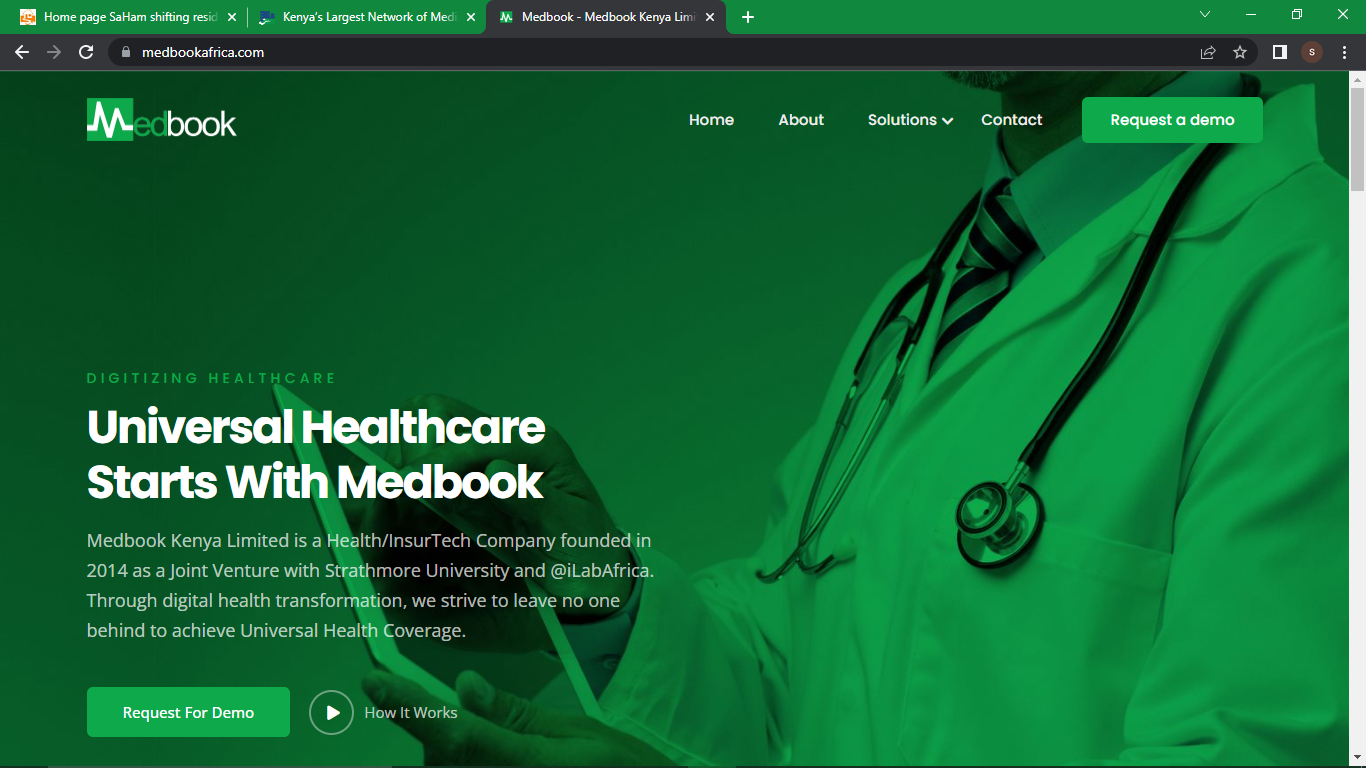 Home page SaHam shifting resid
Kenya's Largest Network of Medi
Medbook - Medbook Kenya Limi
medbookafrica.com
S
Medbook
Home
About
Solutions
Contact
Request a demo
DIGITIZING HEALTHCARE
Universal Healthcare
Starts With Medbook
Medbook Kenya Limited is a Health/InsurTech Company founded in
2014 as a Joint Venture with Strathmore University and @iLabAfrica.
Through digital health transformation, we strive to leave no one
behind to achieve Universal Health Coverage.
Request For Demo
How It Works